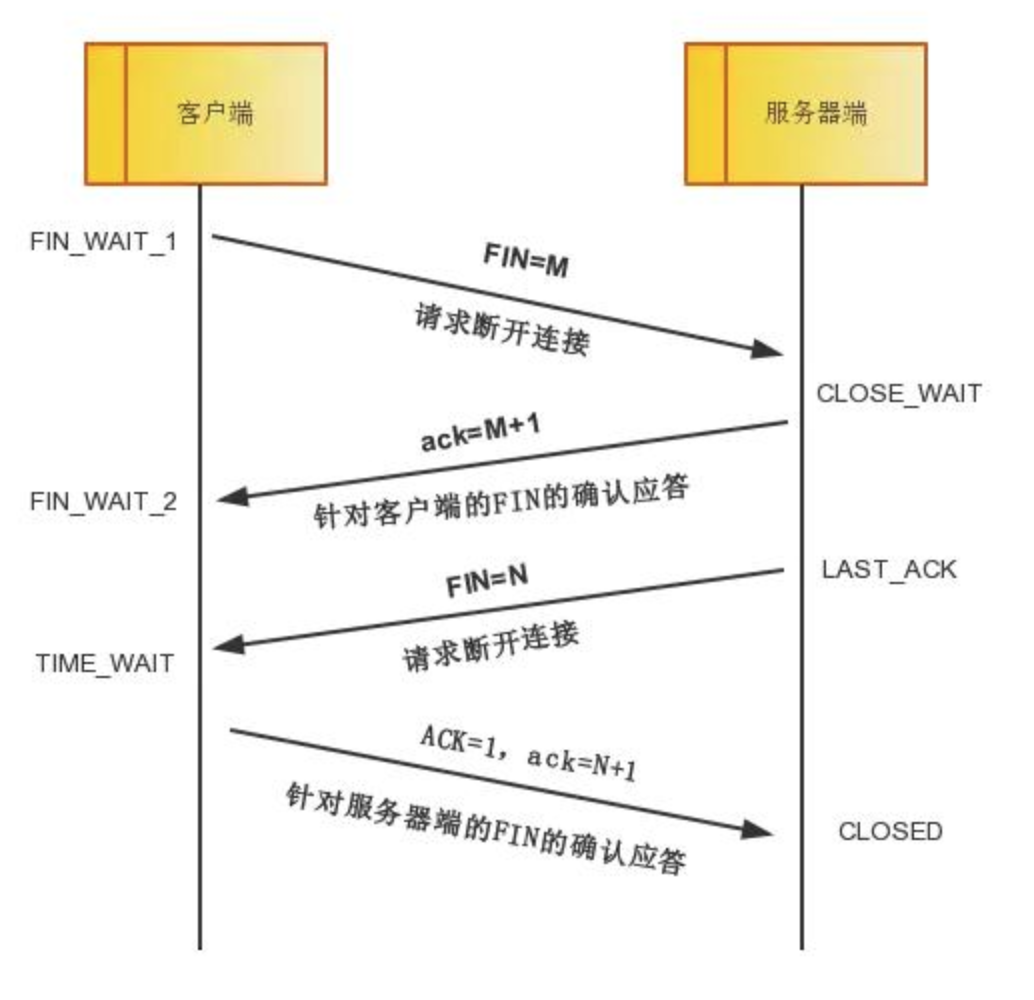 客户端
服务器端
FIN_WAIT_1
FIN=M
请求断开连接
CLOSE_WAIT
ack=M+1
FIN_WAIT_2
针对客户端的FIN的确认应答
FIN=N
LAST_ACK
请求断开连接
TIME_WAIT
ACK=1, ack=N+1
针对服务器端的FIN的确认应答
CLOSED